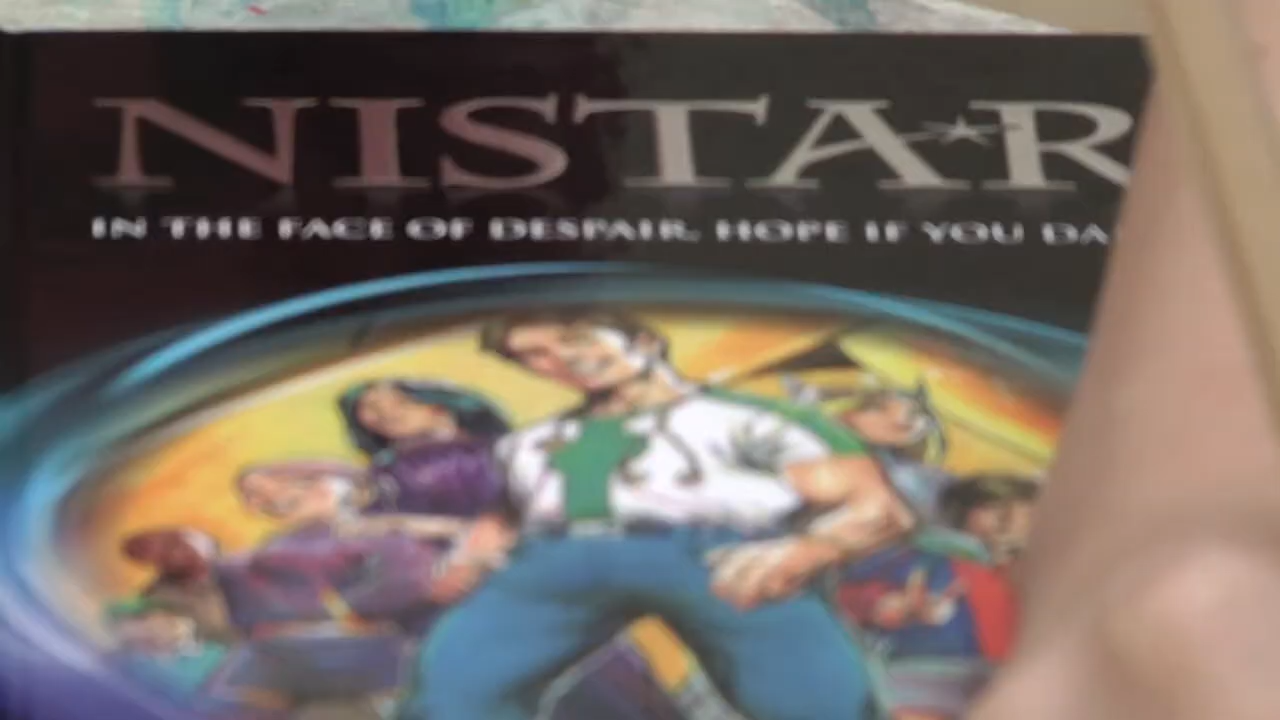 NISTAR
IN THE FACE OF DESPAIR, HOPE IF YOU DA